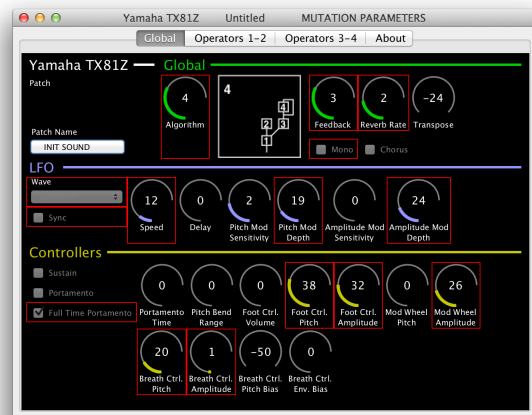 Yamaha TX81Z Untitled MUTATION PARAMETERS
Global Operators 1-2 Operators 3-4 About
Yamaha TX81Z Global
Patch
4
Algorithm
4
4
2 3
1
3
Feedback
2
Reverb Rate
-24
Transpose
Mono Chorus
Patch Name
INIT SOUND
LFO
Wave
Sync
12
Speed
0
Delay
2
Pitch Mod
Sensitivity
19
Pitch Mod
Depth
0
Amplitude Mod
Sensitivity
24
Amplitude Mod
Depth
Controllers
Sustain
Portamento
Full Time Portamento
0
Portamento
Time
0
Pitch Bend
Range
0
Foot Ctrl.
Volume
38
Foot Ctrl.
Pitch
32
Foot Ctrl.
Amplitude
0
Mod Wheel
Pitch
26
Mod Wheel
Amplitude
20
Breath Ctrl.
Pitch
1
Breath Ctrl.
Amplitude
-50
Breath Ctrl.
Pitch Bias
0
Breath Ctrl.
Env. Bias